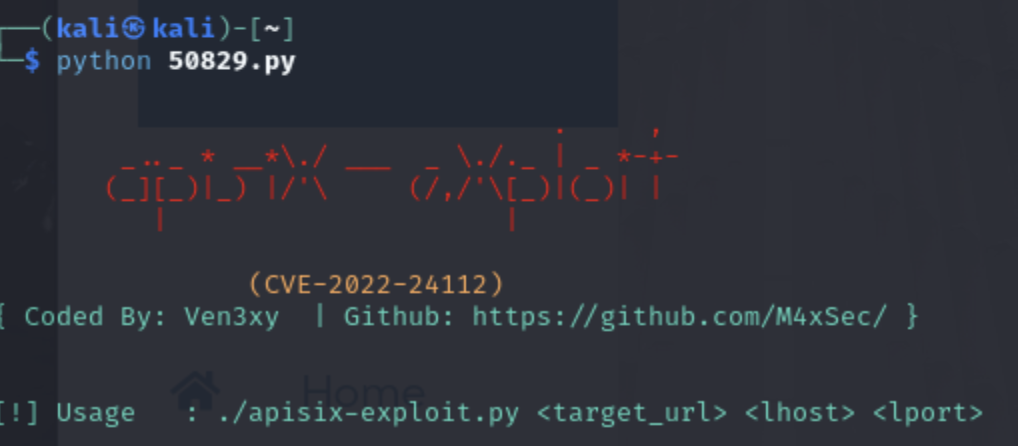 (kali㉿kali)-[~]
$ python 50829.py
(CVE-2022-24112)
{ Coded By: Ven3xy  | Github: https://github.com/M4xSec/ }
Home
[!] Usage   : ./apisix-exploit.py <target_url> <lhost> <lport>